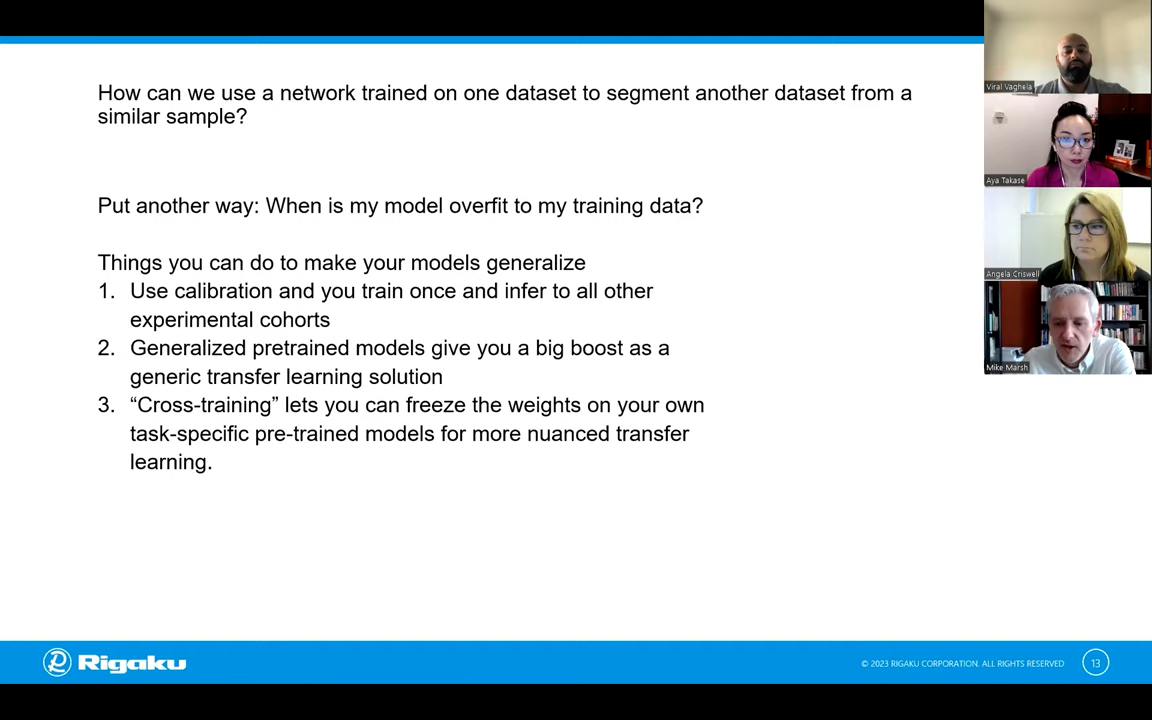 How can we use a network trained on one dataset to segment another dataset from a
similar sample?
Put another way: When is my model overfit to my training data?
Things you can do to make your models generalize
1. Use calibration and you train once and infer to all other
experimental cohorts
2. Generalized pretrained models give you a big boost as a
generic transfer learning solution
3. “Cross-training” lets you can freeze the weights on your own
task-specific pre-trained models for more nuanced transfer
learning.
Viral Vaghela
Aya Takase
Angela Criswell
Mike Marsh
Rigaku
© 2023 RIGAKU CORPORATION. ALL RIGHTS RESERVED
13